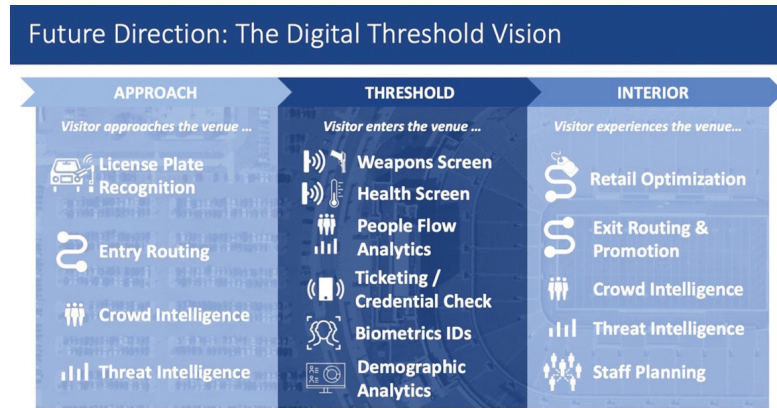 Future Direction: The Digital Threshold Vision
APPROACH
Visitor approaches the venue ...
License Plate
Recognition
Entry Routing
Crowd Intelligence
Threat Intelligence
THRESHOLD
Visitor enters the venue ...
Weapons Screen
Health Screen
People Flow
Analytics
Ticketing /
Credential Check
Biometrics IDs
Demographic
Analytics
INTERIOR
Visitor experiences the venue...
Retail Optimization
Exit Routing &
Promotion
Crowd Intelligence
Threat Intelligence
Staff Planning